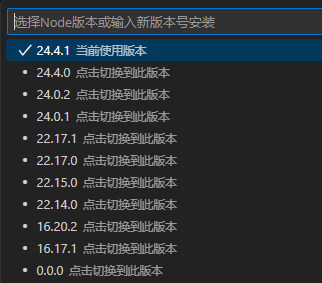 选择Node版本或输入新版本号安装
24.4.1 当前使用版本
24.4.0 点击切换到此版本
24.0.2 点击切换到此版本
24.0.1 点击切换到此版本
22.17.1 点击切换到此版本
22.17.0 点击切换到此版本
22.15.0 点击切换到此版本
22.14.0 点击切换到此版本
16.20.2 点击切换到此版本
16.17.1 点击切换到此版本
0.0.0 点击切换到此版本